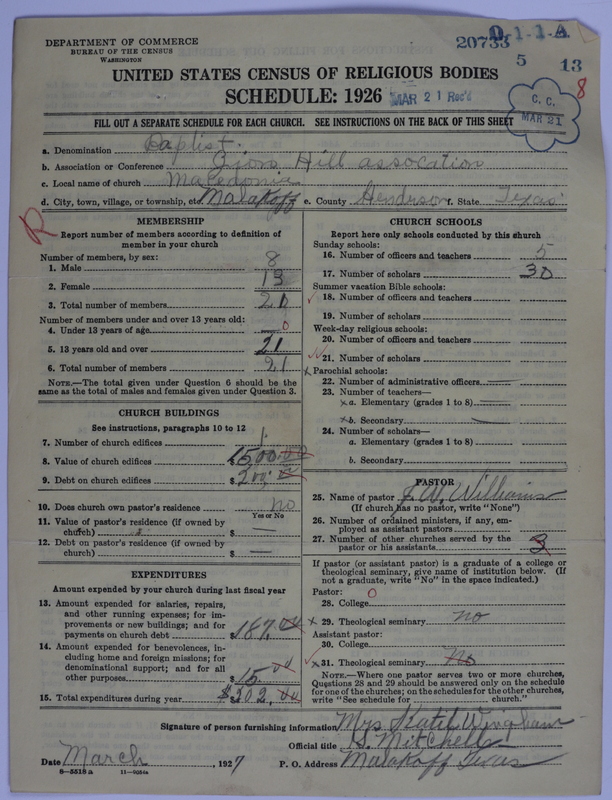 DEPARTMENT OF COMMERCE
BUREAU OF THE CENSUS
WASHINGTON
20733 D-1-1-A
5 13
8
UNITED STATES CENSUS OF RELIGIOUS BODIES
SCHEDULE: 1926
MAR 21 Rec'd
C. C.
MAR 21
FILL OUT A SEPARATE SCHEDULE FOR EACH CHURCH. SEE INSTRUCTIONS ON THE BACK OF THIS SHEET
a. Denomination Baptist
b. Association or Conference Zion Hill assocation
c. Local name of church Macedonia
d. City, town, village, or township, etc. Malakoff e. County Henderson f. State Texas
R
MEMBERSHIP
Report number of members according to definition of member in your church
Number of members, by sex:
1. Male 8
2. Female 13
3. Total number of members 21
Number of members under and over 13 years old:
4. Under 13 years of age 0
5. 13 years old and over 21
6. Total number of members 21
NOTE.—The total given under Question 6 should be the same as the total of males and females given under Question 3.
CHURCH BUILDINGS
See instructions, paragraphs 10 to 12
7. Number of church edifices 1
8. Value of church edifices $1500.00
9. Debt on church edifices $200.00
10. Does church own pastor's residence? no
Yes or No
11. Value of pastor's residence (if owned by church) $ —
12. Debt on pastor's residence (if owned by church) $ —
EXPENDITURES
Amount expended by your church during last fiscal year
13. Amount expended for salaries, repairs, and other running expenses; for improvements or new buildings; and for payments on church debt $187.00
14. Amount expended for benevolences, including home and foreign missions; for denominational support; and for all other purposes $15.00
15. Total expenditures during year $202.00
CHURCH SCHOOLS
Report here only schools conducted by this church
Sunday schools:
16. Number of officers and teachers 5
17. Number of scholars 30
Summer vacation Bible schools:
18. Number of officers and teachers
19. Number of scholars
Week-day religious schools:
20. Number of officers and teachers
21. Number of scholars
Parochial schools:
22. Number of administrative officers —
23. Number of teachers—
a. Elementary (grades 1 to 8) —
b. Secondary —
24. Number of scholars—
a. Elementary (grades 1 to 8)
b. Secondary
PASTOR
25. Name of pastor J. W. Williams
(If church has no pastor, write "None")
26. Number of ordained ministers, if any, employed as assistant pastors
27. Number of other churches served by the pastor or his assistants 3
If pastor (or assistant pastor) is a graduate of a college or theological seminary, give name of institution below. (If not a graduate, write "No" in the space indicated.)
Pastor: 0
28. College
29. Theological seminary no
Assistant pastor:
30. College
31. Theological seminary No
NOTE.—Where one pastor serves two or more churches, Questions 28 and 29 should be answered only on the schedule for one of the churches; on the schedules for the other churches, write "See schedule for church.
Signature of person furnishing information Mrs Katil
Official title Mitchell
Date March , 1927 P. O. Address Malakoff Texas
8—5518 a 11—9054a